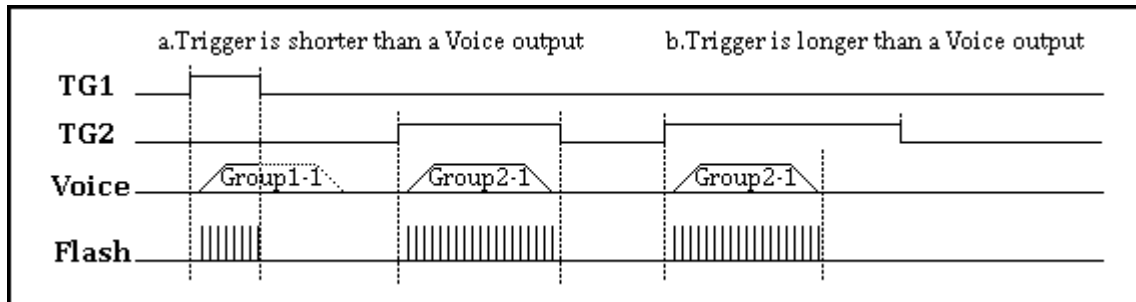 a.Trigger is shorter than a Voice output b.Trigger is longer than a Voice output
TG1
TG2
Voice Group1-1 Group2-1 Group2-1
Flash